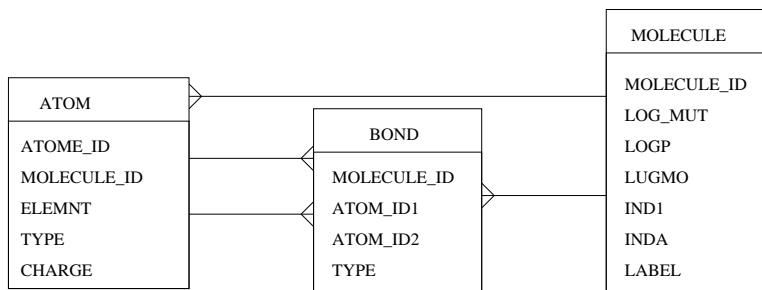 ATOM
ATOME_ID
MOLECULE_ID
ELEMNT
TYPE
CHARGE
BOND
MOLECULE_ID
ATOM_ID1
ATOM_ID2
TYPE
MOLECULE
MOLECULE_ID
LOG_MUT
LOGP
LUGMO
IND1
INDA
LABEL